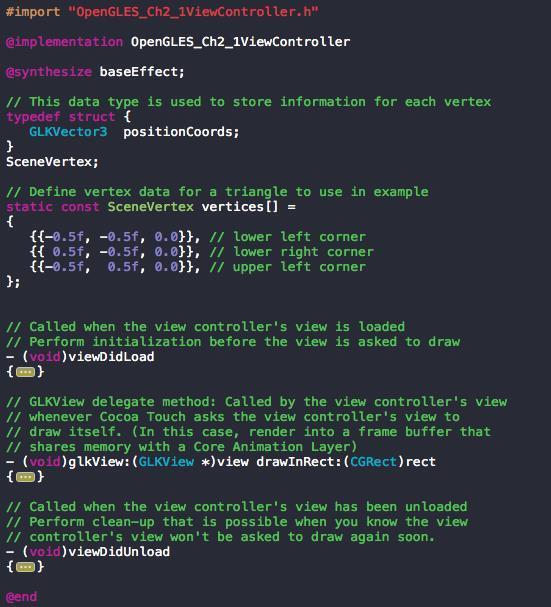 #import "OpenGLES_Ch2_1ViewController.h"
@implementation OpenGLES_Ch2_1ViewController
@synthesize baseEffect;
// This data type is used to store information for each vertex
typedef struct {
GLKVector3  positionCoords;
}
SceneVertex;
// Define vertex data for a triangle to use in example
static const SceneVertex vertices[] =
{
{{-0.5f, -0.5f, 0.0}}, // lower left corner
{{ 0.5f, -0.5f, 0.0}}, // lower right corner
{{-0.5f,  0.5f, 0.0}}, // upper left corner
};
// Called when the view controller's view is loaded
// Perform initialization before the view is asked to draw
- (void)viewDidLoad
{...}
// GLKView delegate method: Called by the view controller's view
// whenever Cocoa Touch asks the view controller's view to
// draw itself. (In this case, render into a frame buffer that
// shares memory with a Core Animation Layer)
- (void)glkView:(GLKView *)view drawInRect:(CGRect)rect
{...}
// Called when the view controller's view has been unloaded
// Perform clean-up that is possible when you know the view
// controller's view won't be asked to draw again soon.
- (void)viewDidUnload
{...}
@end